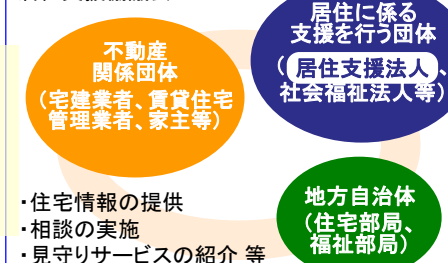 不動産
関係団体
（宅建業者、賃貸住宅
管理業者、家主等）
居住に係る
支援を行う団体
（居住支援法人、
社会福祉法人等）
・住宅情報の提供
・相談の実施
・見守りサービスの紹介 等
地方自治体
（住宅部局、
福祉部局）